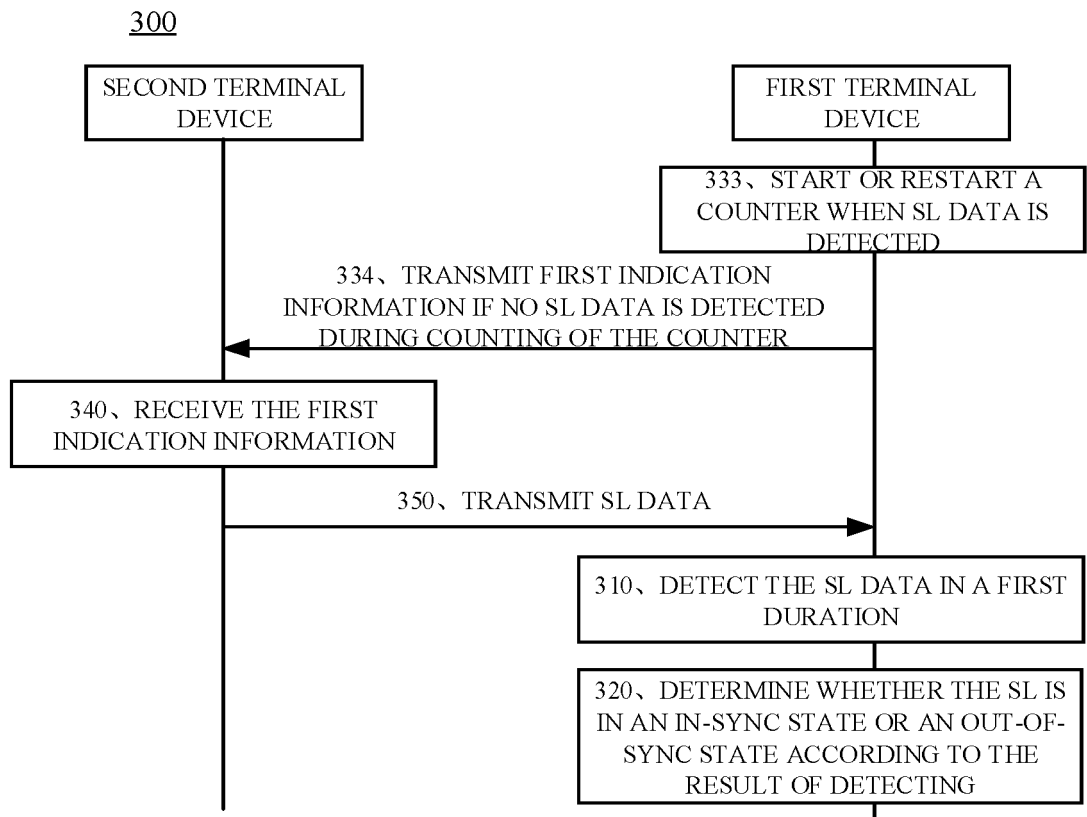 300
SECOND TERMINAL
DEVICE
FIRST TERMINAL
DEVICE
333、START OR RESTART A
COUNTER WHEN SL DATA IS
DETECTED
334、TRANSMIT FIRST INDICATION
INFORMATION IF NO SL DATA IS DETECTED
DURING COUNTING OF THE COUNTER
340、RECEIVE THE FIRST
INDICATION INFORMATION
350、TRANSMIT SL DATA
310、DETECT THE SL DATA IN A FIRST
DURATION
320、DETERMINE WHETHER THE SL IS
IN AN IN-SYNC STATE OR AN OUT-OF-
SYNC STATE ACCORDING TO THE
RESULT OF DETECTING